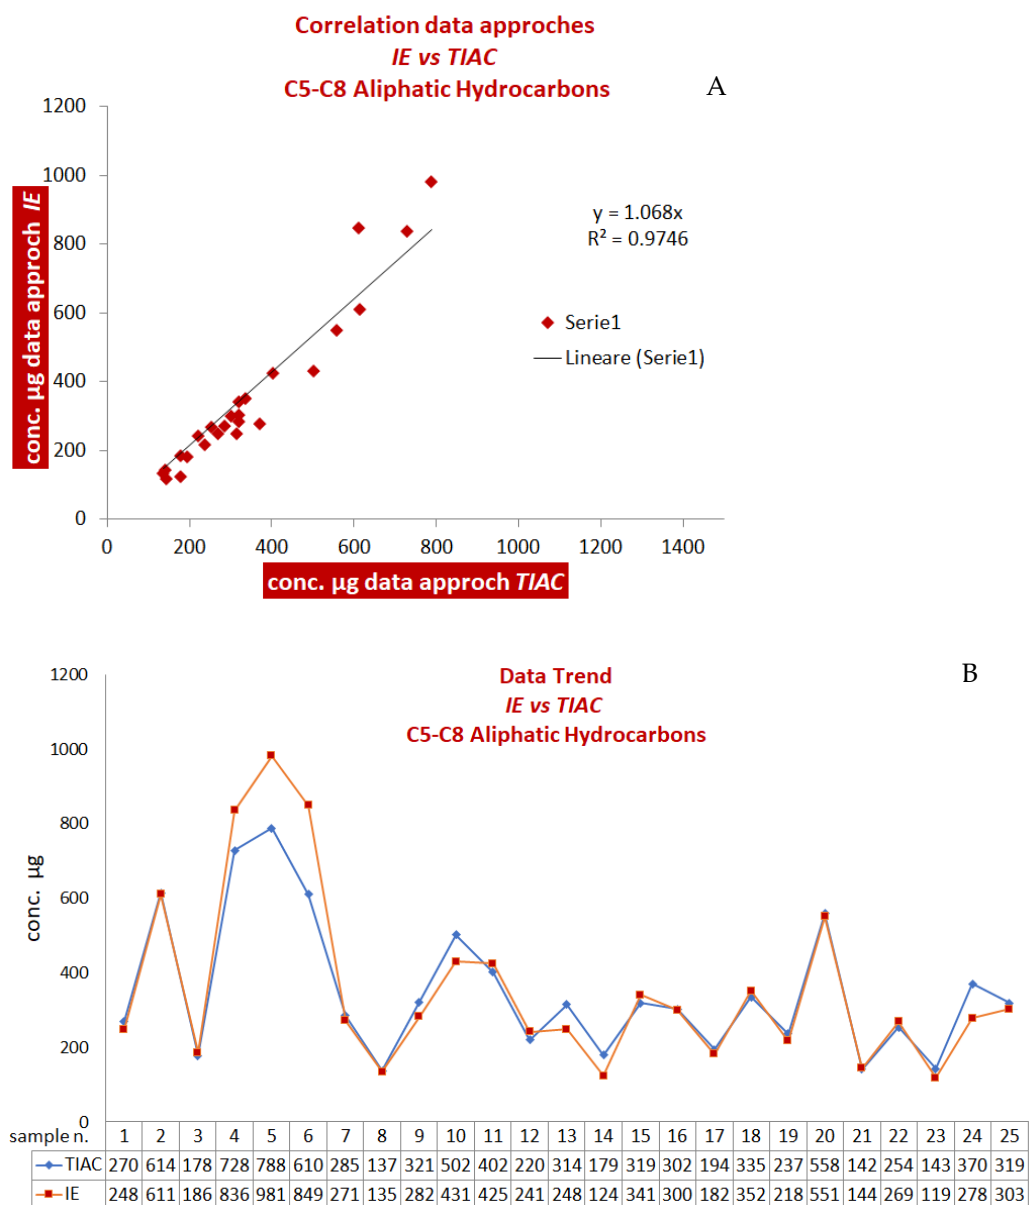 Correlation data approaches
IE vs TIAC
C5-C8 Aliphatic Hydrocarbons
A
1200
1000
800
600
400
200
0
conc. µg data approch IE
y = 1.068x
R² = 0.9746
Serie1
Lineare (Serie1)
0 200 400 600 800 1000 1200 1400
conc. µg data approch TIAC
Data Trend
IE vs TIAC
C5-C8 Aliphatic Hydrocarbons
B
1200
1000
800
600
400
200
0
conc. µg
sample n. 1 2 3 4 5 6 7 8 9 10 11 12 13 14 15 16 17 18 19 20 21 22 23 24 25
TIAC 270 614 178 728 788 610 285 137 321 502 402 220 314 179 319 302 194 335 237 558 142 254 143 370 319
IE 248 611 186 836 981 849 271 135 282 431 425 241 248 124 341 300 182 352 218 551 144 269 119 278 303